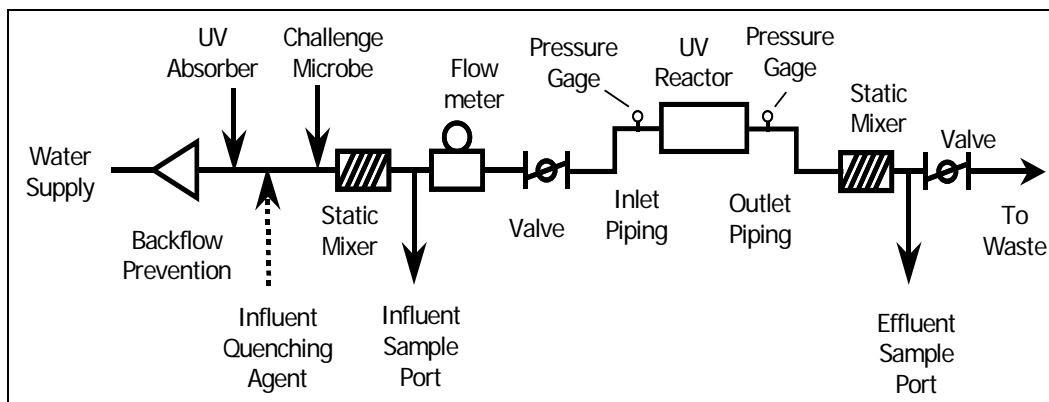 UV
Absorber
Challenge
Microbe
Flow
meter
Pressure
Gage
UV
Reactor
Pressure
Gage
Static
Mixer
Valve
Water
Supply
Backflow
Prevention
Static
Mixer
Valve
Inlet
Piping
Outlet
Piping
To
Waste
Influent
Quenching
Agent
Influent
Sample
Port
Effluent
Sample
Port